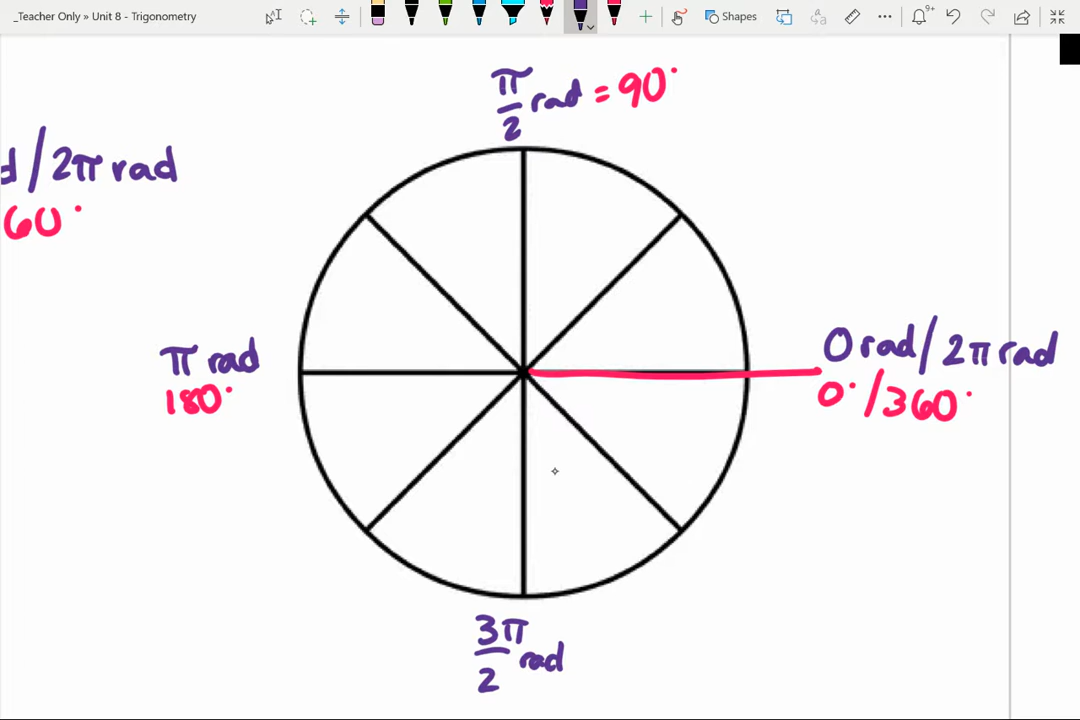 _Teacher Only » Unit 8 - Trigonometry
Shapes
9+
π/2 rad = 90°
d/2π rad
60°
π rad
180°
0 rad/2π rad
0°/360°
3π/2 rad